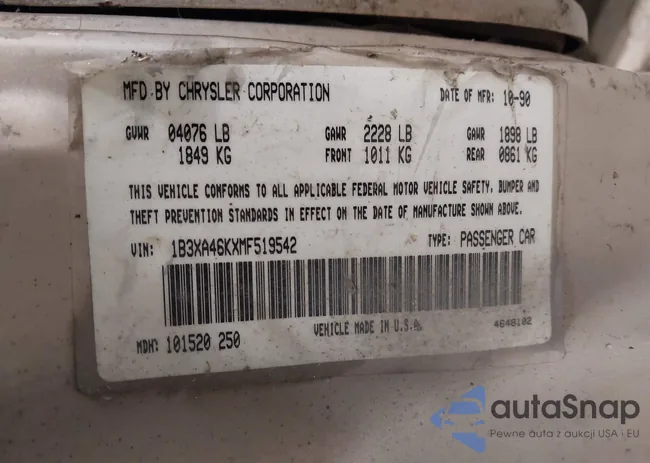 MFD BY CHRYSLER CORPORATION DATE OF MFR: 10-90
GVWR 04076 LB GAWR 2228 LB GAWR 1898 LB
1849 KG FRONT 1011 KG REAR 0861 KG
THIS VEHICLE CONFORMS TO ALL APPLICABLE FEDERAL MOTOR VEHICLE SAFETY, BUMPER AND
THEFT PREVENTION STANDARDS IN EFFECT ON THE DATE OF MANUFACTURE SHOWN ABOVE.
VIN: 1B3XA46KXMF519542 TYPE: PASSENGER CAR
VEHICLE MADE IN U.S.A. 4648102
MDH: 101520 250
autaSnap
Pewne auta z aukcji USA i EU